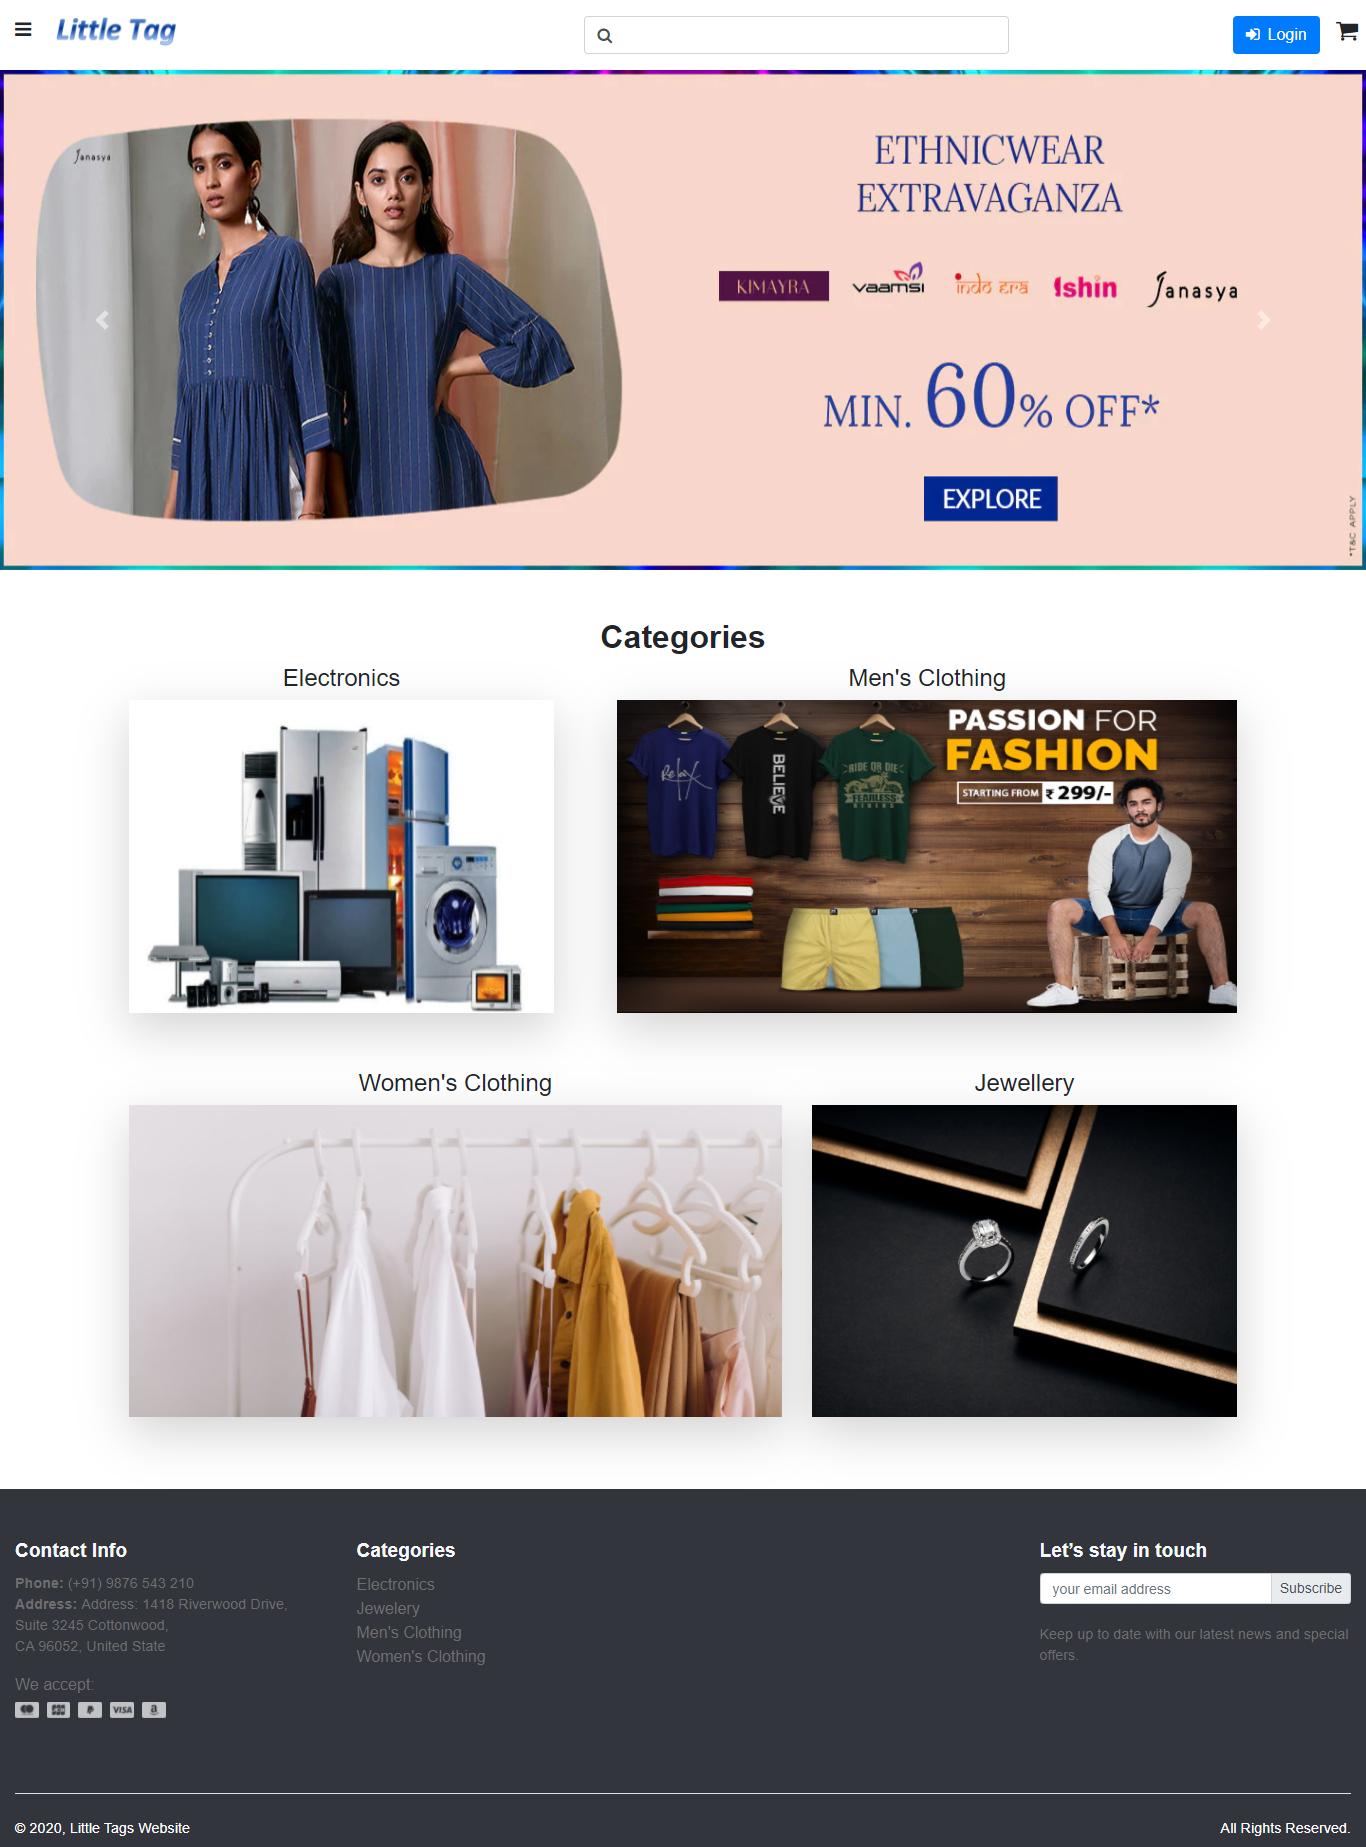 Little Tag
Login
Janasya
ETHNICWEAR
EXTRAVAGANZA
KIMAYRA
vaamsi
indo era
Ishin
Janasya
MIN. 60% OFF*
EXPLORE
*T&C APPLY
Categories
Electronics
Men's Clothing
PASSION FOR
FASHION
STARTING FROM ₹ 299/-
Relax
BELIEVE
RIDE OR DIE
FEARLESS
RIDERS
Women's Clothing
Jewellery
Contact Info
Phone: (+91) 9876 543 210
Address: Address: 1418 Riverwood Drive,
Suite 3245 Cottonwood,
CA 96052, United State
We accept:
JCB
VISA
Categories
Electronics
Jewelery
Men's Clothing
Women's Clothing
Let’s stay in touch
your email address
Subscribe
Keep up to date with our latest news and special
offers.
© 2020, Little Tags Website
All Rights Reserved.